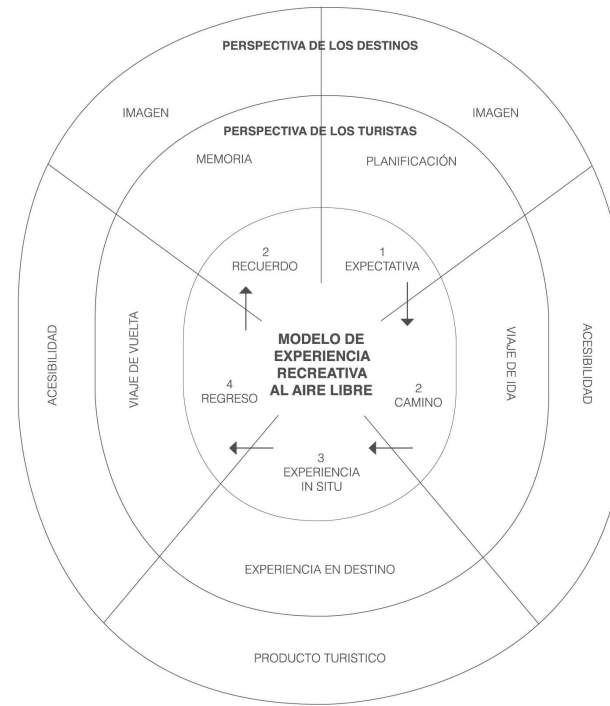 PERSPECTIVA DE LOS DESTINOS
IMAGEN
IMAGEN
PERSPECTIVA DE LOS TURISTAS
MEMORIA
PLANIFICACIÓN
2
RECUERDO
1
EXPECTATIVA
ACESIBILIDAD
VIAJE DE VUELTA
MODELO DE
EXPERIENCIA
RECREATIVA
AL AIRE LIBRE
VIAJE DE IDA
ACESIBILIDAD
4
REGRESO
2
CAMINO
3
EXPERIENCIA
IN SITU
EXPERIENCIA EN DESTINO
PRODUCTO TURISTICO